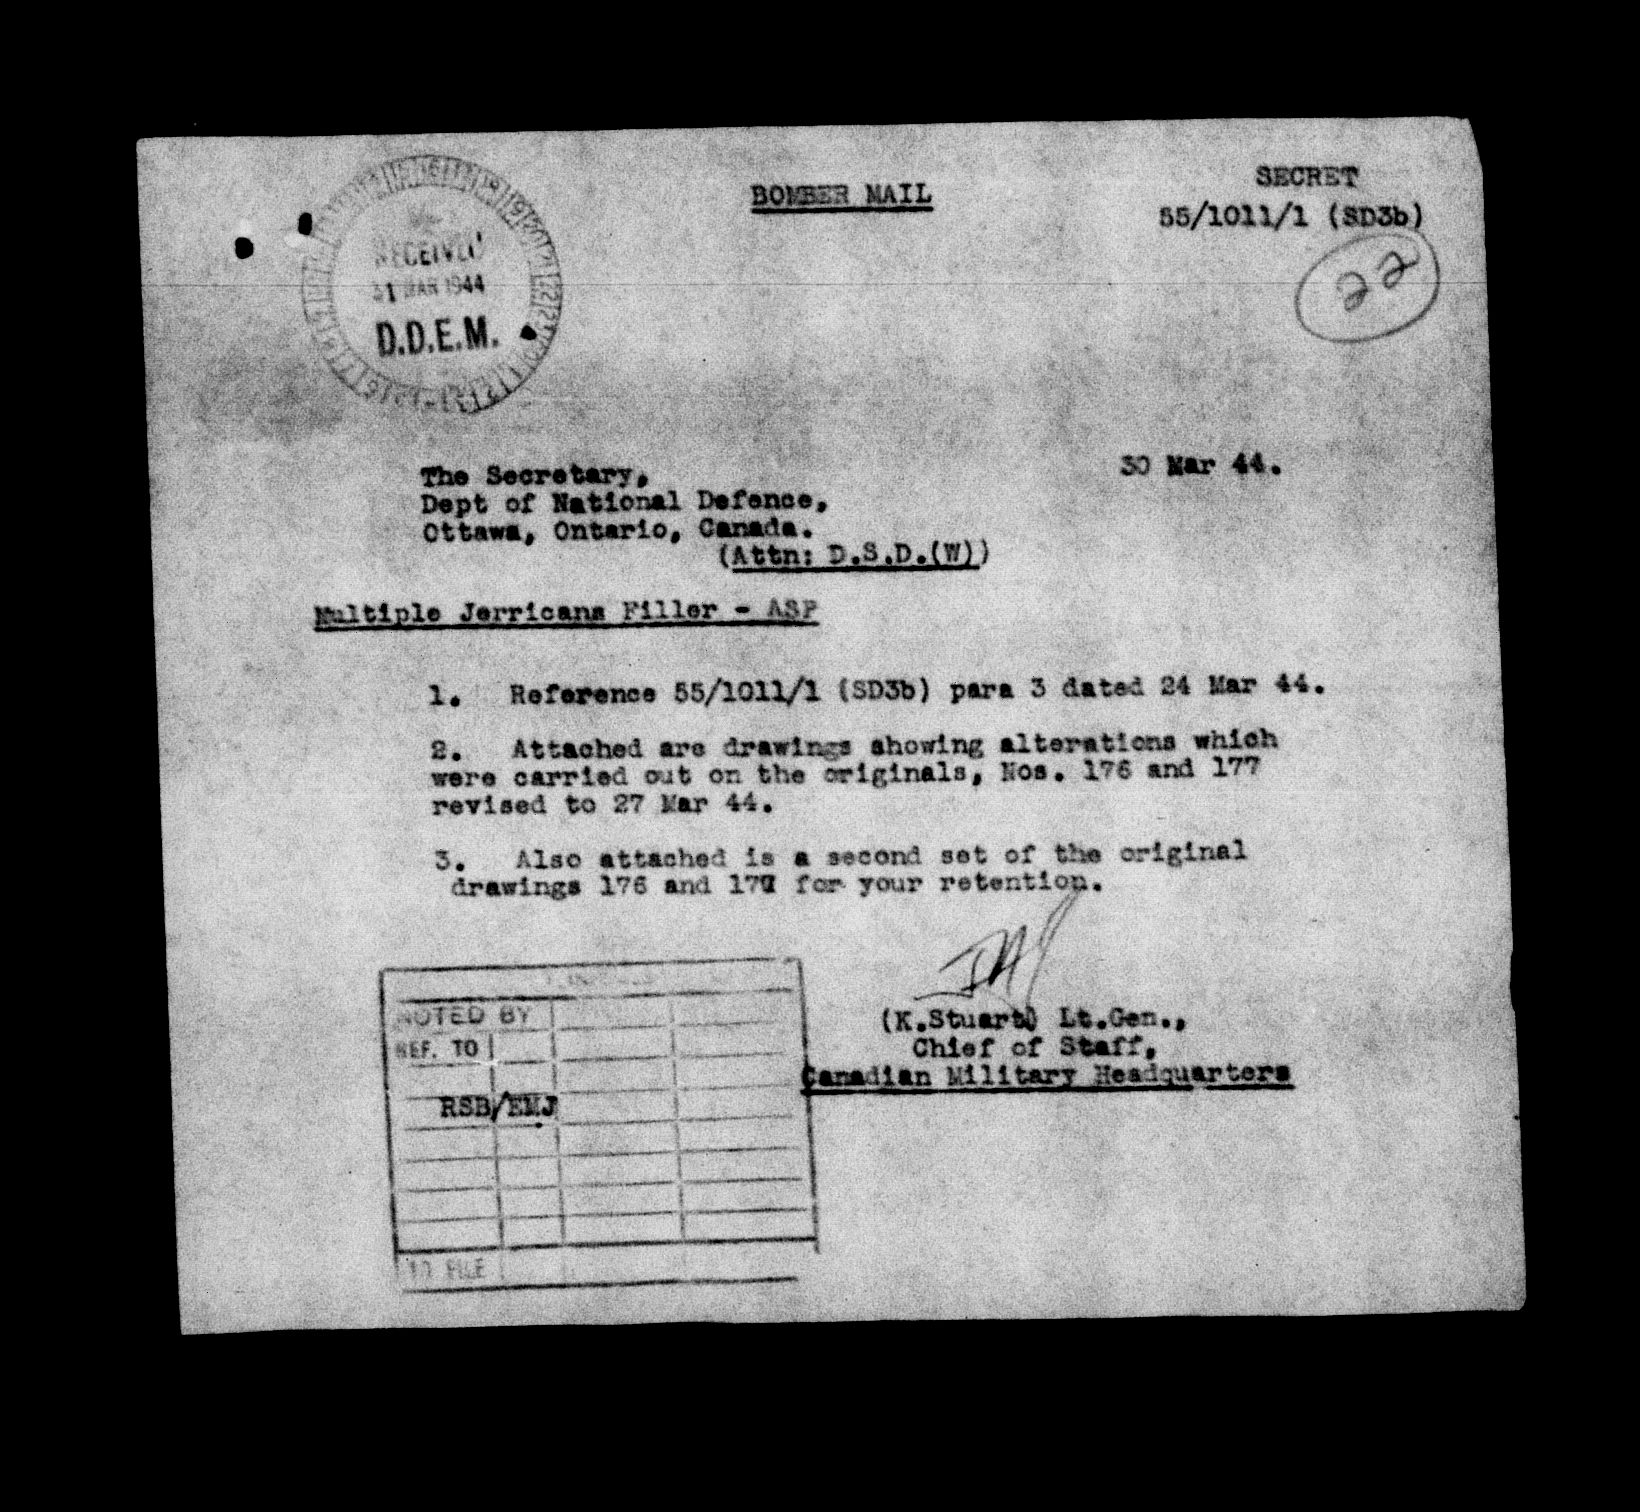 BOMBER MAIL
SECRET
55/1011/1 (SD3b)
22
RECEIVED
31 MAR 1944
D.D.E.M.
30 Mar 44.
The Secretary,
Dept of National Defence,
Ottawa, Ontario, Canada.
(Attn: D.S.D.(W))
Multiple Jerricans Filler - ASP
1. Reference 55/1011/1 (SD3b) para 3 dated 24 Mar 44.
2. Attached are drawings showing alterations which
were carried out on the originals, Nos. 176 and 177
revised to 27 Mar 44.
3. Also attached is a second set of the original
drawings 176 and 177 for your retention.
(K.Stuart) Lt.Gen.,
Chief of Staff,
Canadian Military Headquarters
NOTED BY
REF. TO
RSB/EMJ
TO FILE